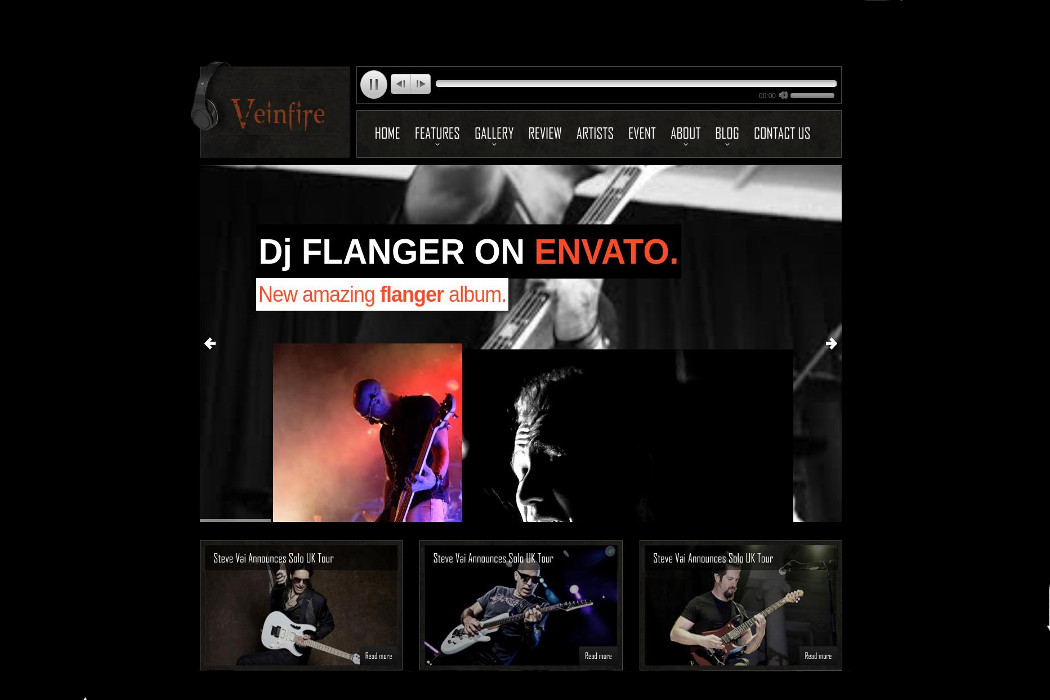 Veinfire
00:00
HOME FEATURES GALLERY REVIEW ARTISTS EVENT ABOUT BLOG CONTACT US
Dj FLANGER ON ENVATO.
New amazing flanger album.
Steve Vai Announces Solo UK Tour
Read more
Steve Vai Announces Solo UK Tour
Read more
Steve Vai Announces Solo UK Tour
Read more